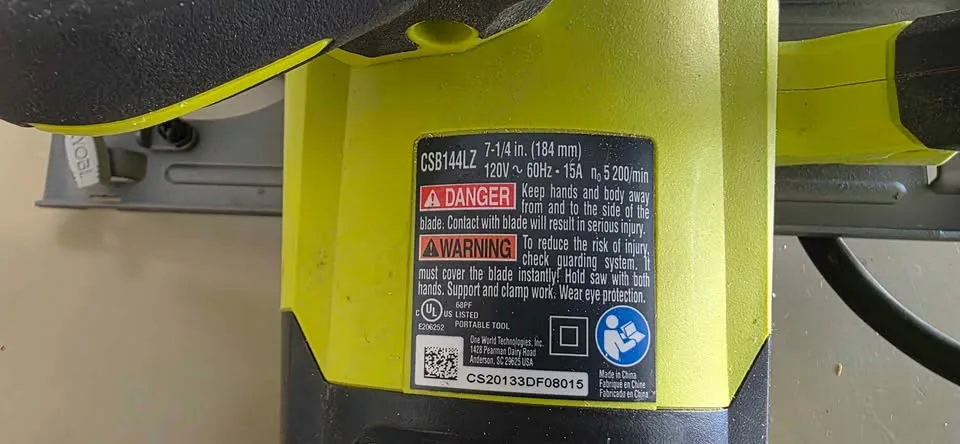 RYOBI
CSB144LZ 7-1/4 in. (184 mm)
120V ~ 60Hz • 15A n₀ 5 200/min
DANGER Keep hands and body away
from and to the side of the
blade. Contact with blade will result in serious injury.
WARNING To reduce the risk of injury,
check guarding system. It
must cover the blade instantly! Hold saw with both
hands. Support and clamp work. Wear eye protection.
C UL US LISTED
68PF
PORTABLE TOOL
E206252
One World Technologies, Inc.
1428 Pearman Dairy Road
Anderson, SC 29625 USA
Made in China
Fabriqué en Chine
Fabricado en China
CS20133DF08015